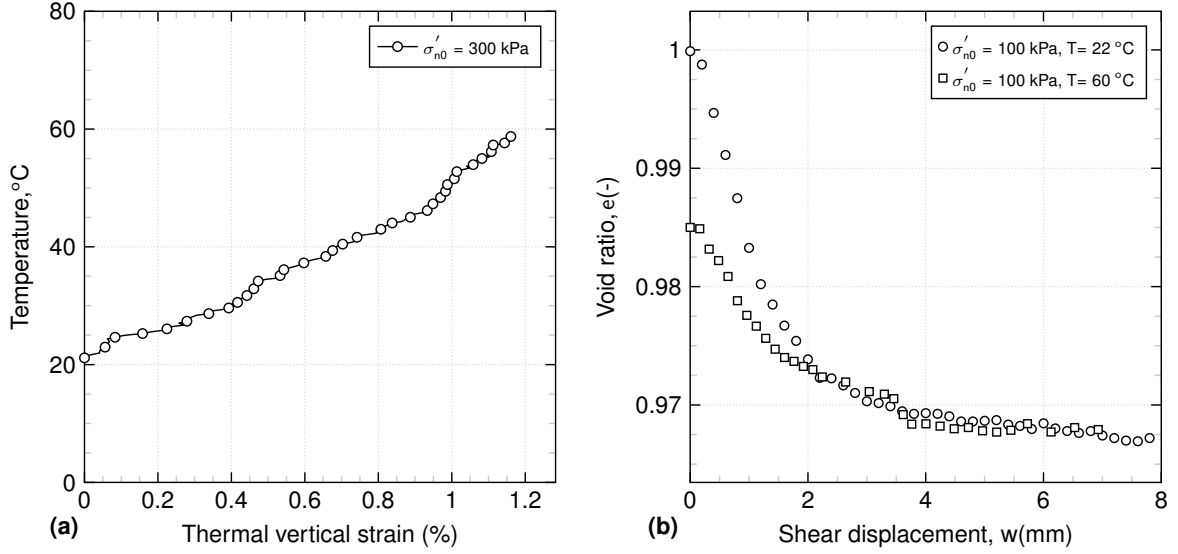 80
60
40
20
0
Temperature,°C
σ′n0 = 300 kPa
0 0.2 0.4 0.6 0.8 1 1.2
(a) Thermal vertical strain (%)
1
0.99
0.98
0.97
Void ratio, e(-)
σ′n0 = 100 kPa, T= 22 °C
σ′n0 = 100 kPa, T= 60 °C
0 2 4 6 8
(b) Shear displacement, w(mm)